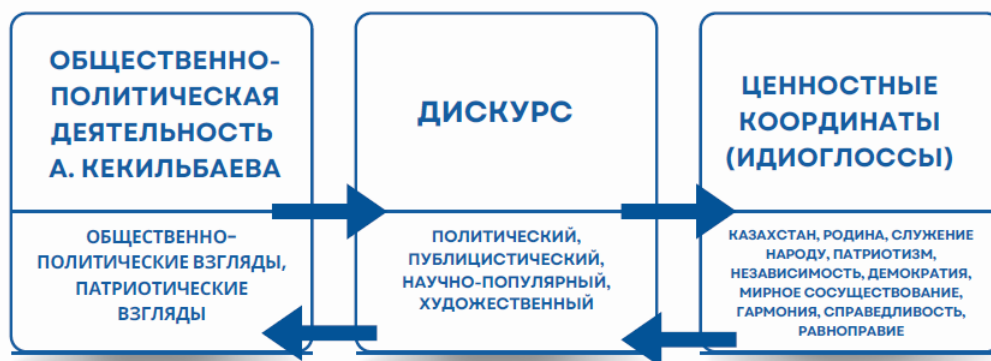 ОБЩЕСТВЕННО-
ПОЛИТИЧЕСКАЯ
ДЕЯТЕЛЬНОСТЬ
А. КЕКИЛЬБАЕВА
ОБЩЕСТВЕННО-
ПОЛИТИЧЕСКИЕ ВЗГЛЯДЫ,
ПАТРИОТИЧЕСКИЕ
ВЗГЛЯДЫ
ДИСКУРС
ПОЛИТИЧЕСКИЙ,
ПУБЛИЦИСТИЧЕСКИЙ,
НАУЧНО-ПОПУЛЯРНЫЙ,
ХУДОЖЕСТВЕННЫЙ
ЦЕННОСТНЫЕ
КООРДИНАТЫ
(ИДИОГЛОССЫ)
КАЗАХСТАН, РОДИНА, СЛУЖЕНИЕ
НАРОДУ, ПАТРИОТИЗМ,
НЕЗАВИСИМОСТЬ, ДЕМОКРАТИЯ,
МИРНОЕ СОСУЩЕСТВОВАНИЕ,
ГАРМОНИЯ, СПРАВЕДЛИВОСТЬ,
РАВНОПРАВИЕ